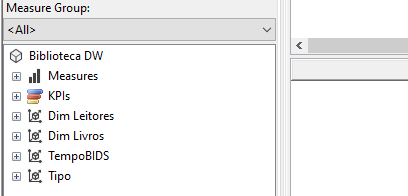 Measure Group:
<All>
Biblioteca DW
Measures
KPIs
Dim Leitores
Dim Livros
TempoBIDS
Tipo